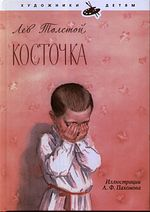 ХУДОЖНИКИ ДЕТЯМ
Лев Толстой
КОСТОЧКА
Иллюстрации
А. Ф. Пахомова